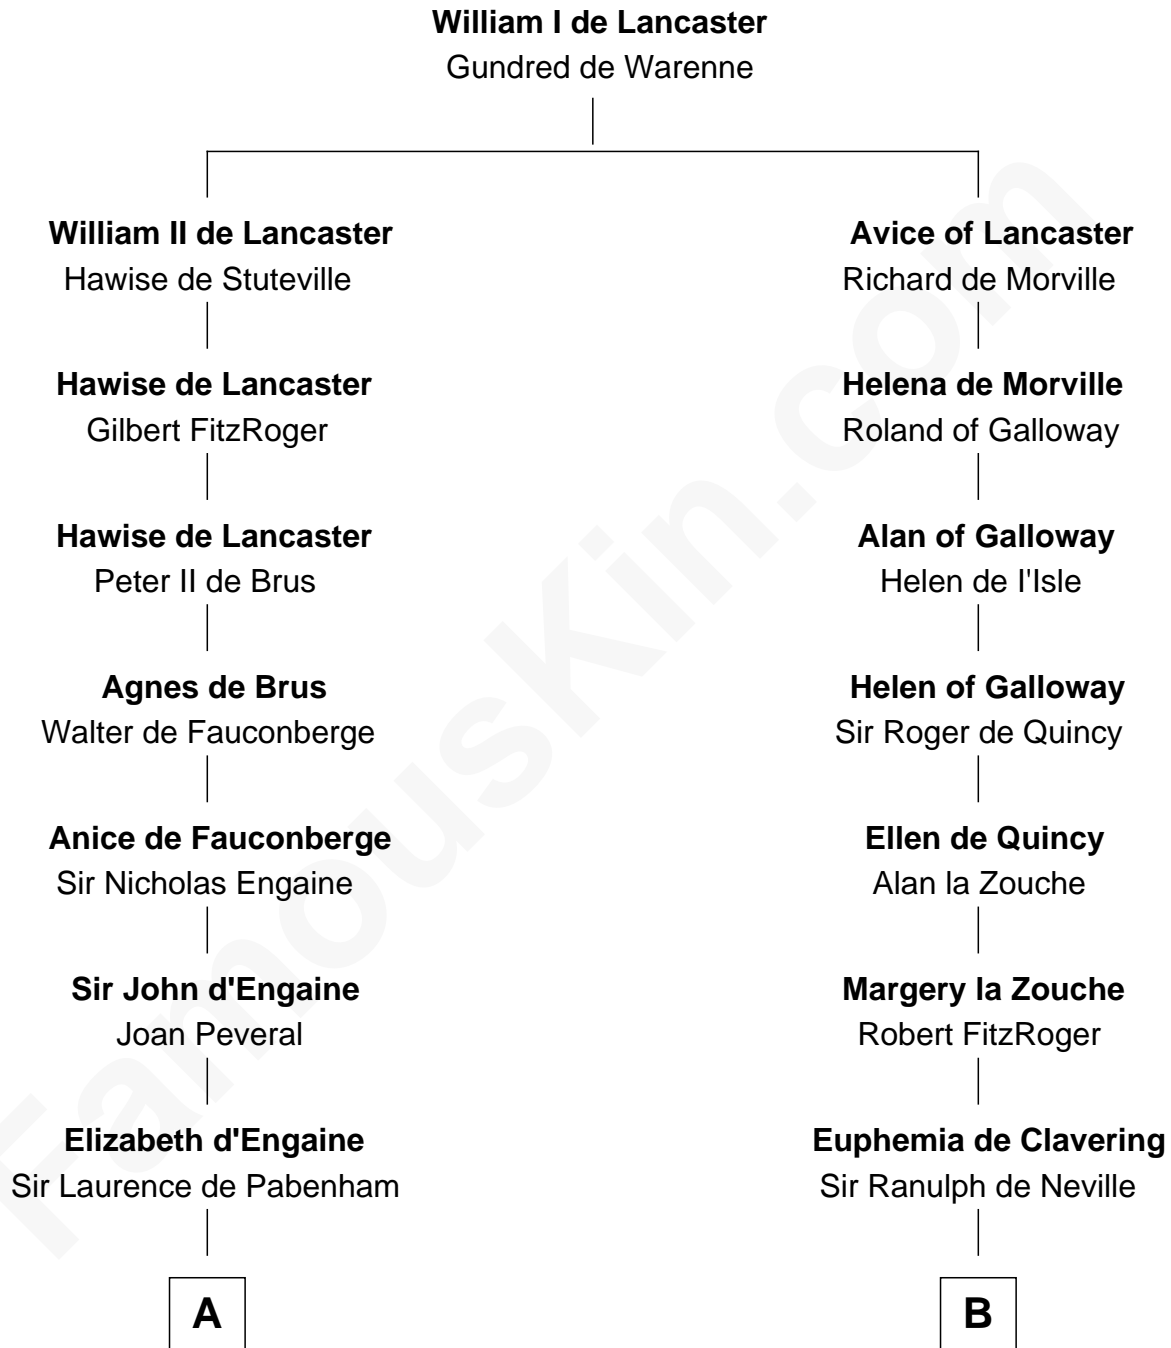 William I de Lancaster
Gundred de Warenne
William II de Lancaster
Hawise de Stuteville
Hawise de Lancaster
Gilbert FitzRoger
Hawise de Lancaster
Peter II de Brus
Agnes de Brus
Walter de Fauconberge
Anice de Fauconberge
Sir Nicholas Engaine
Sir John d'Engaine
Joan Peveral
Elizabeth d'Engaine
Sir Laurence de Pabenham
A
Avice of Lancaster
Richard de Morville
Helena de Morville
Roland of Galloway
Alan of Galloway
Helen de I'Isle
Helen of Galloway
Sir Roger de Quincy
Ellen de Quincy
Alan la Zouche
Margery la Zouche
Robert FitzRoger
Euphemia de Clavering
Sir Ranulph de Neville
B
FamousKin.com